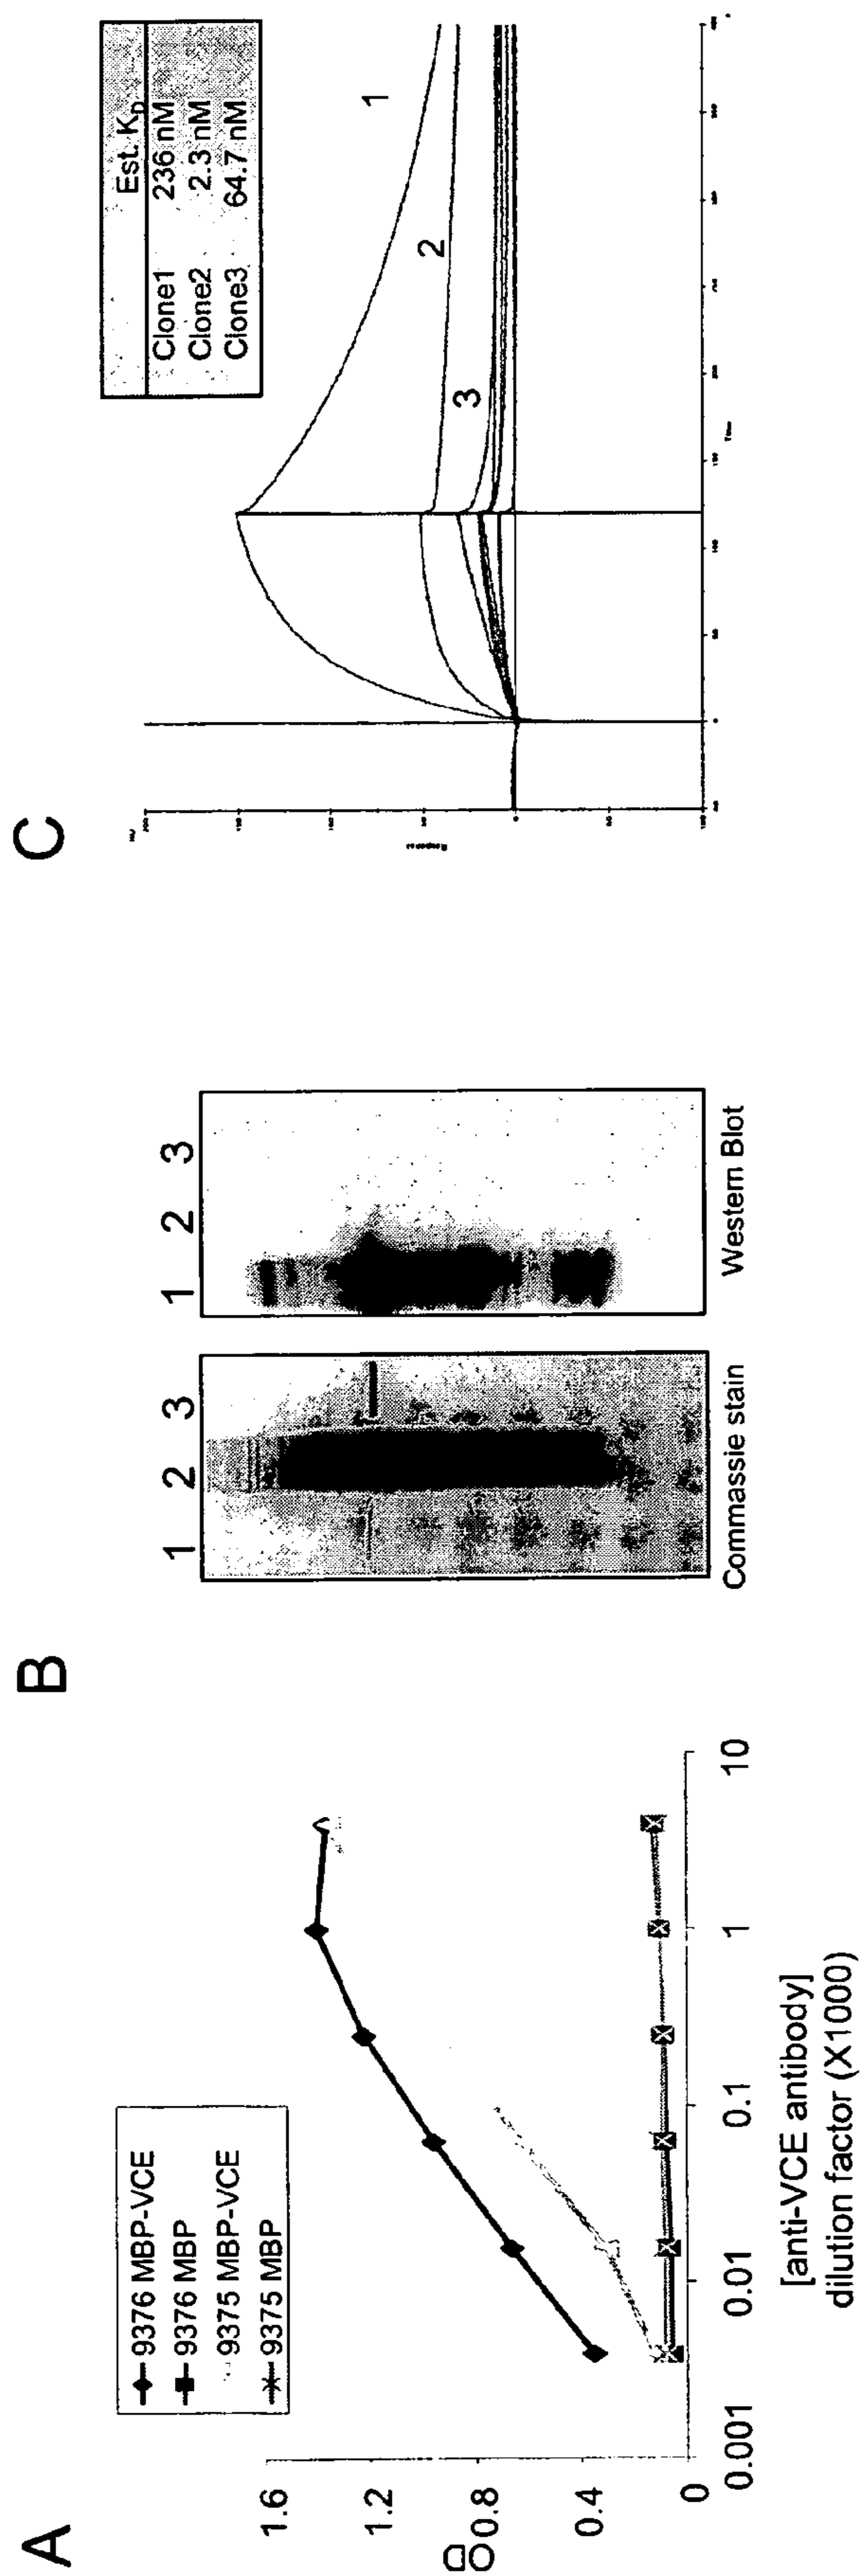 A
9376 MBP-VCE
9376 MBP
9375 MBP-VCE
9375 MBP
OD
1.6
1.2
0.8
0.4
0
0.001
0.01
0.1
1
10
[anti-VCE antibody]
dilution factor (X1000)
B
1 2 3
Commassie stain
1 2 3
Western Blot
C
Est. KD
Clone1 236 nM
Clone2 2.3 nM
Clone3 64.7 nM
1
2
3
Response
Time